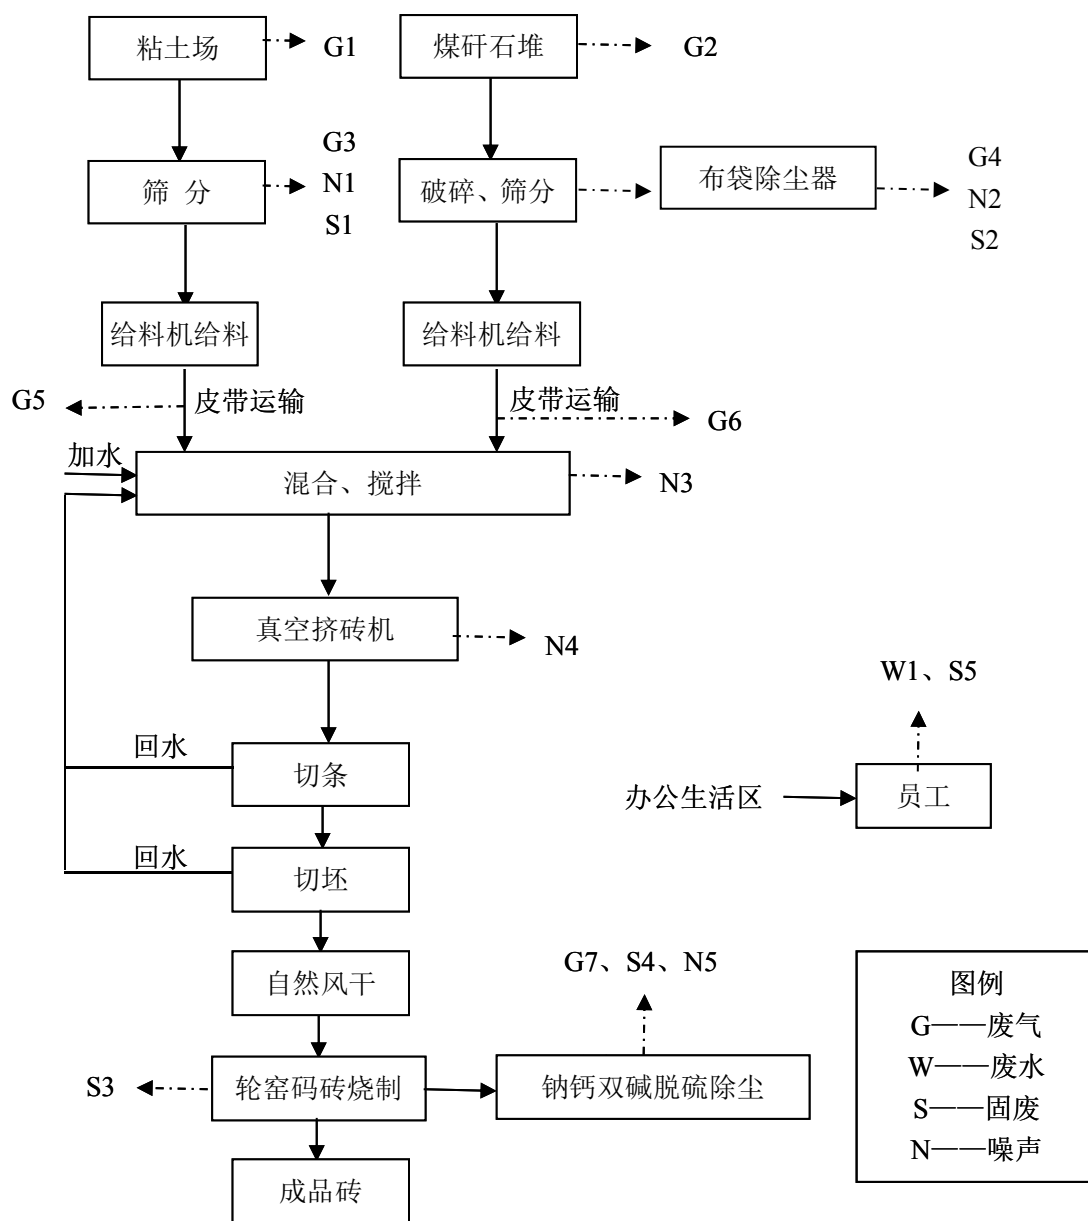 粘土场
G1
煤矸石堆
G2
筛 分
G3
N1
S1
破碎、筛分
布袋除尘器
G4
N2
S2
给料机给料
给料机给料
G5
皮带运输
皮带运输
G6
加水
混合、搅拌
N3
真空挤砖机
N4
W1、S5
回水
切条
办公生活区
员工
回水
切坯
自然风干
G7、S4、N5
S3
轮窑码砖烧制
钠钙双碱脱硫除尘
成品砖
图例
G——废气
W——废水
S——固废
N——噪声